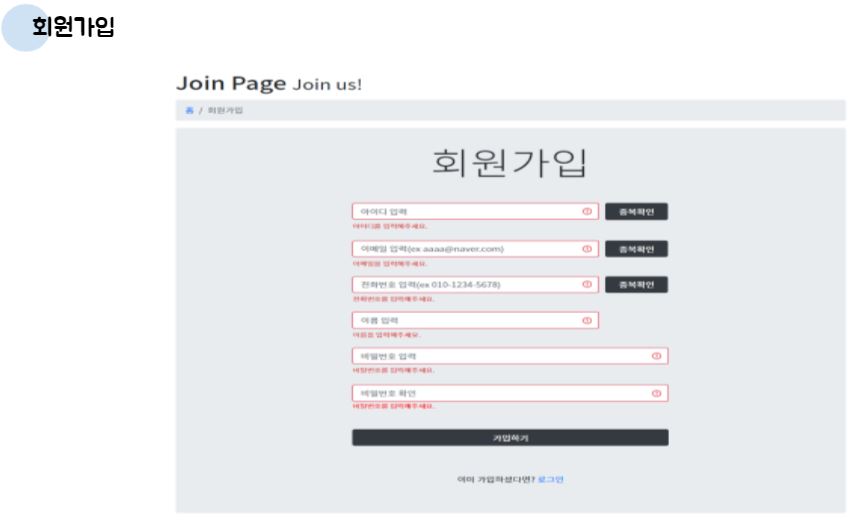 회원가입
Join Page Join us!
홈 / 회원가입
회원가입
아이디 입력 중복확인
아이디를 입력해주세요.
이메일 입력(ex aaaa@naver.com) 중복확인
이메일을 입력해주세요.
전화번호 입력(ex 010-1234-5678) 중복확인
전화번호를 입력해주세요.
이름 입력
이름을 입력해주세요.
비밀번호 입력
비밀번호를 입력해주세요.
비밀번호 확인
비밀번호를 입력해주세요.
가입하기
이미 가입하셨다면? 로그인